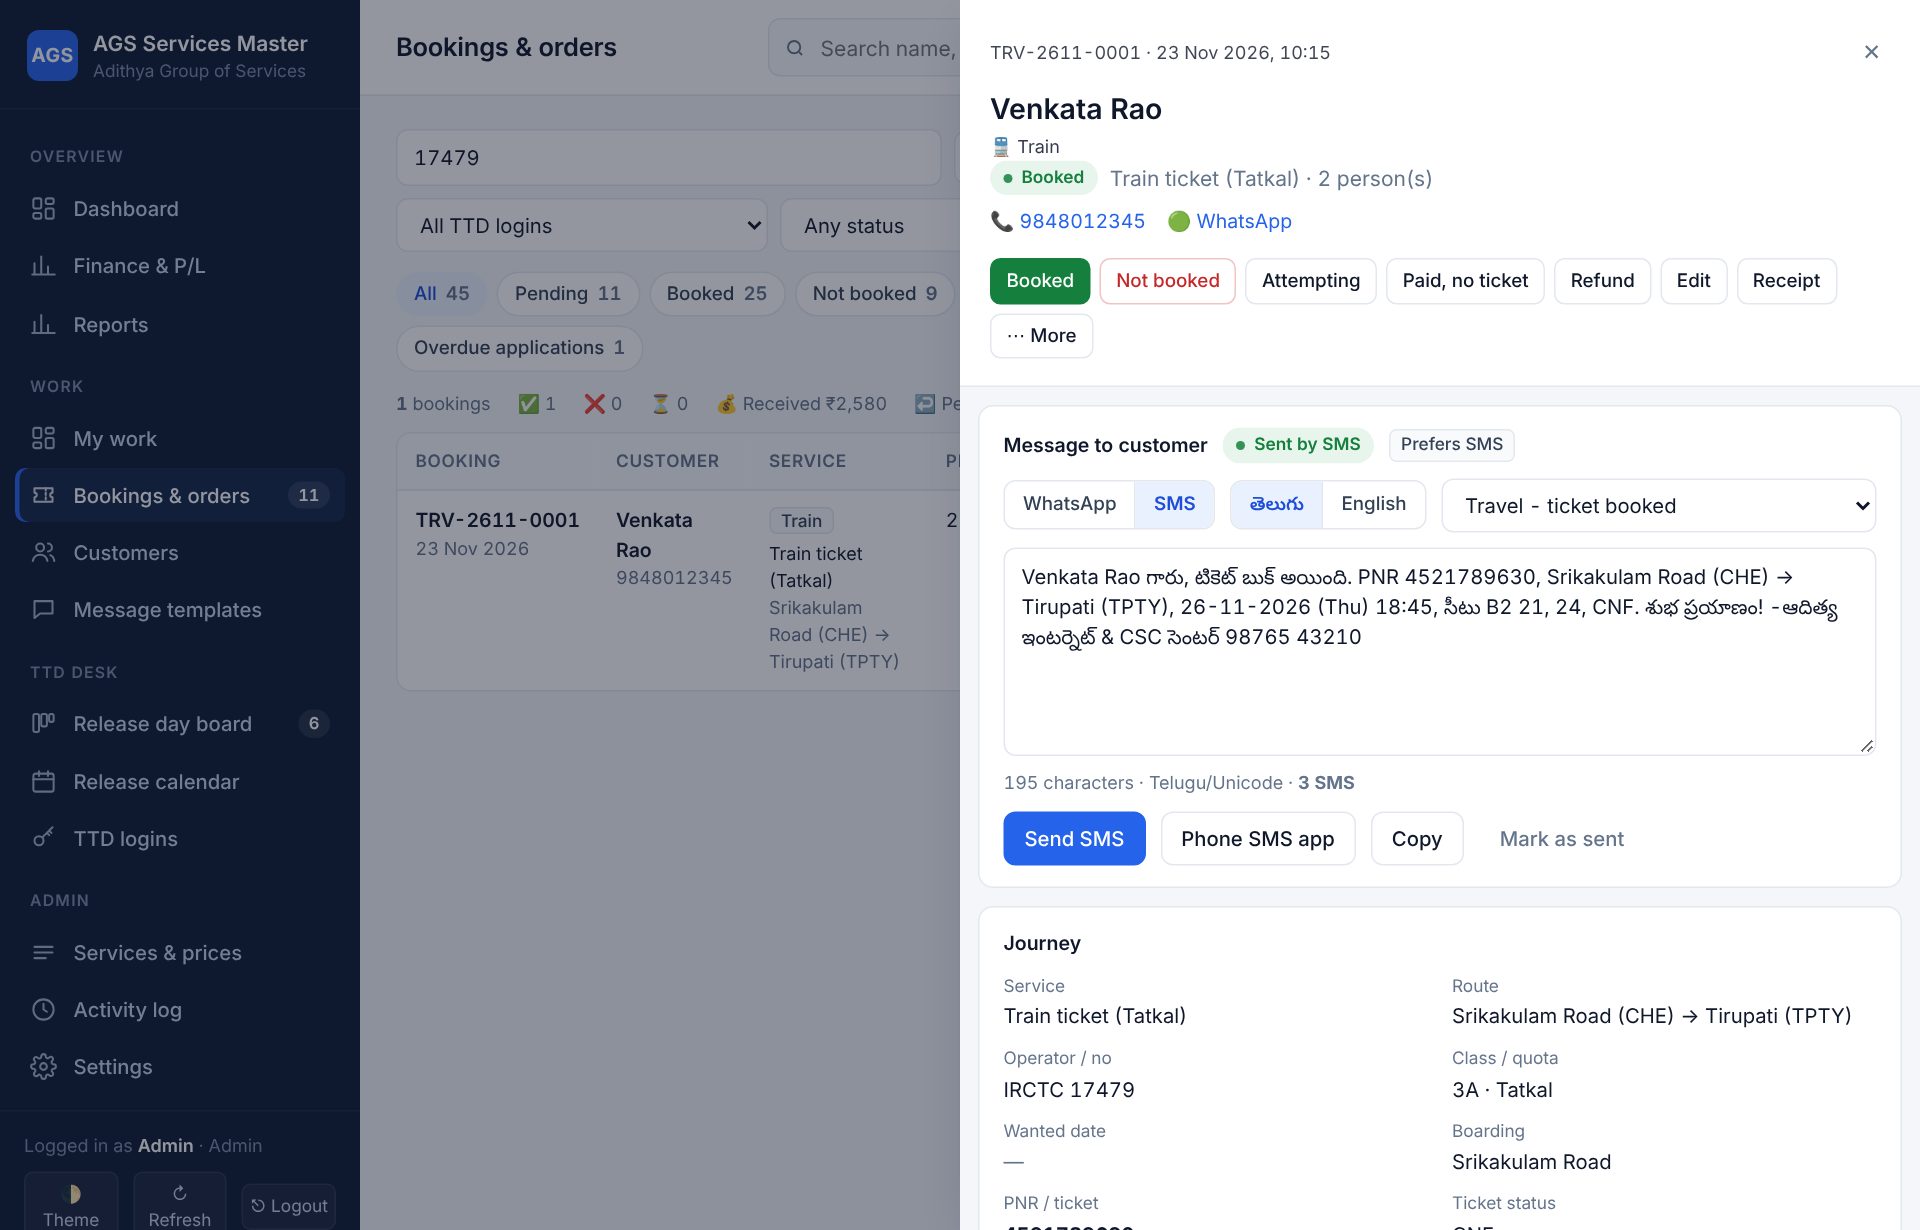 AGS
AGS Services Master
Adithya Group of Services
OVERVIEW
Dashboard
Finance & P/L
Reports
WORK
My work
Bookings & orders 11
Customers
Message templates
TTD DESK
Release day board 6
Release calendar
TTD logins
ADMIN
Services & prices
Activity log
Settings
Logged in as Admin · Admin
Theme
Refresh
Logout
Bookings & orders
Search name,
17479
All TTD logins
Any status
All 45
Pending 11
Booked 25
Not booked 9
Overdue applications 1
1 bookings ✅ 1 ❌ 0 ⏳ 0 💰 Received ₹2,580
BOOKING CUSTOMER SERVICE
TRV-2611-0001
23 Nov 2026
Venkata
Rao
9848012345
Train
Train ticket
(Tatkal)
Srikakulam
Road (CHE) →
Tirupati (TPTY)
TRV-2611-0001 · 23 Nov 2026, 10:15
Venkata Rao
Train
Booked Train ticket (Tatkal) · 2 person(s)
9848012345 WhatsApp
Booked Not booked Attempting Paid, no ticket Refund Edit Receipt
··· More
Message to customer Sent by SMS Prefers SMS
WhatsApp SMS తెలుగు English Travel - ticket booked
Venkata Rao గారు, టికెట్ బుక్ అయింది. PNR 4521789630, Srikakulam Road (CHE) →
Tirupati (TPTY), 26-11-2026 (Thu) 18:45, సీటు B2 21, 24, CNF. శుభ ప్రయాణం! -ఆదిత్య
ఇంటర్నెట్ & CSC సెంటర్ 98765 43210
195 characters · Telugu/Unicode · 3 SMS
Send SMS Phone SMS app Copy Mark as sent
Journey
Service
Train ticket (Tatkal)
Route
Srikakulam Road (CHE) → Tirupati (TPTY)
Operator / no
IRCTC 17479
Class / quota
3A · Tatkal
Wanted date
—
Boarding
Srikakulam Road
PNR / ticket
Ticket status